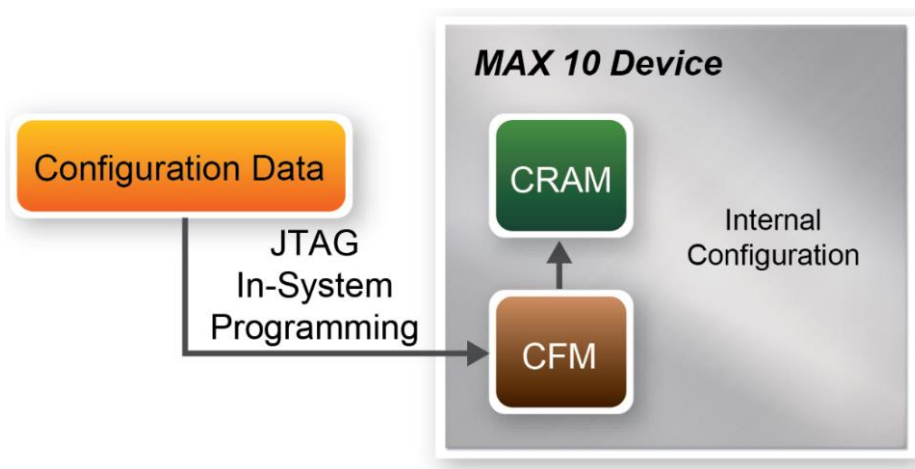 MAX 10 Device
Configuration Data
CRAM
Internal
Configuration
JTAG
In-System
Programming
CFM